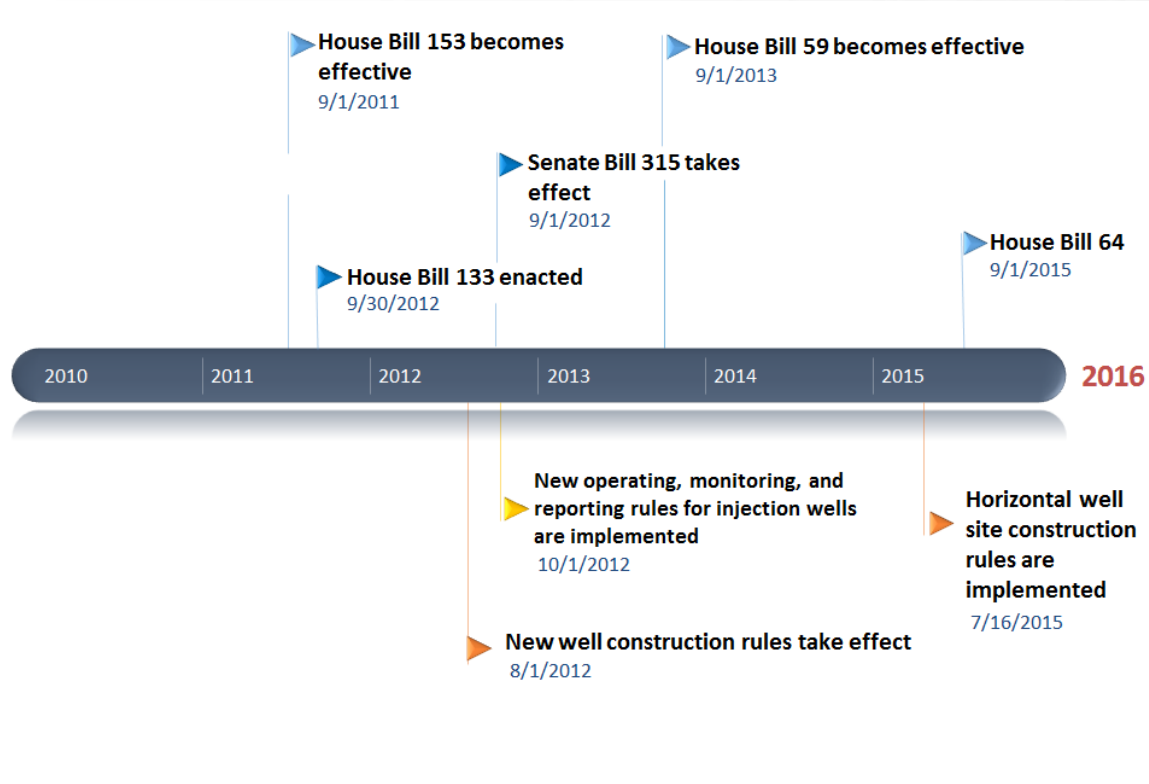 House Bill 153 becomes
effective
9/1/2011
House Bill 59 becomes effective
9/1/2013
Senate Bill 315 takes
effect
9/1/2012
House Bill 64
9/1/2015
House Bill 133 enacted
9/30/2012
2010
2011
2012
2013
2014
2015
2016
New operating, monitoring, and
reporting rules for injection wells
are implemented
10/1/2012
Horizontal well
site construction
rules are
implemented
7/16/2015
New well construction rules take effect
8/1/2012